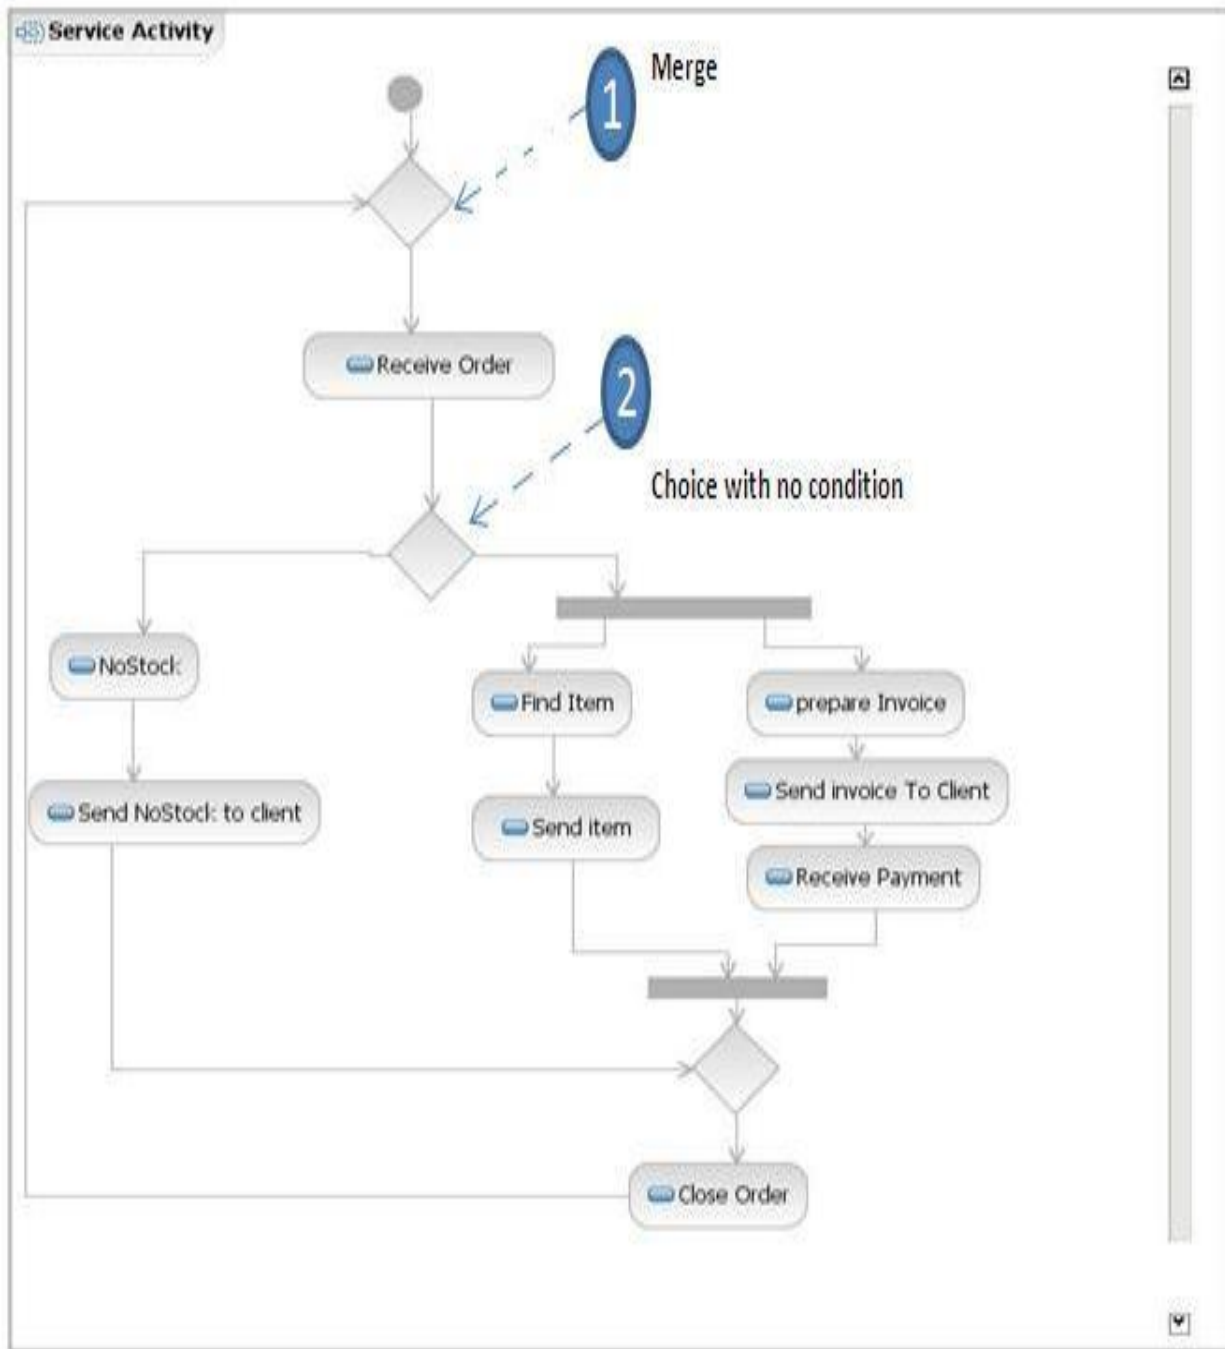 Service Activity
1
Merge
Receive Order
2
Choice with no condition
NoStock
Find Item
prepare Invoice
Send NoStock to client
Send item
Send invoice To Client
Receive Payment
Close Order